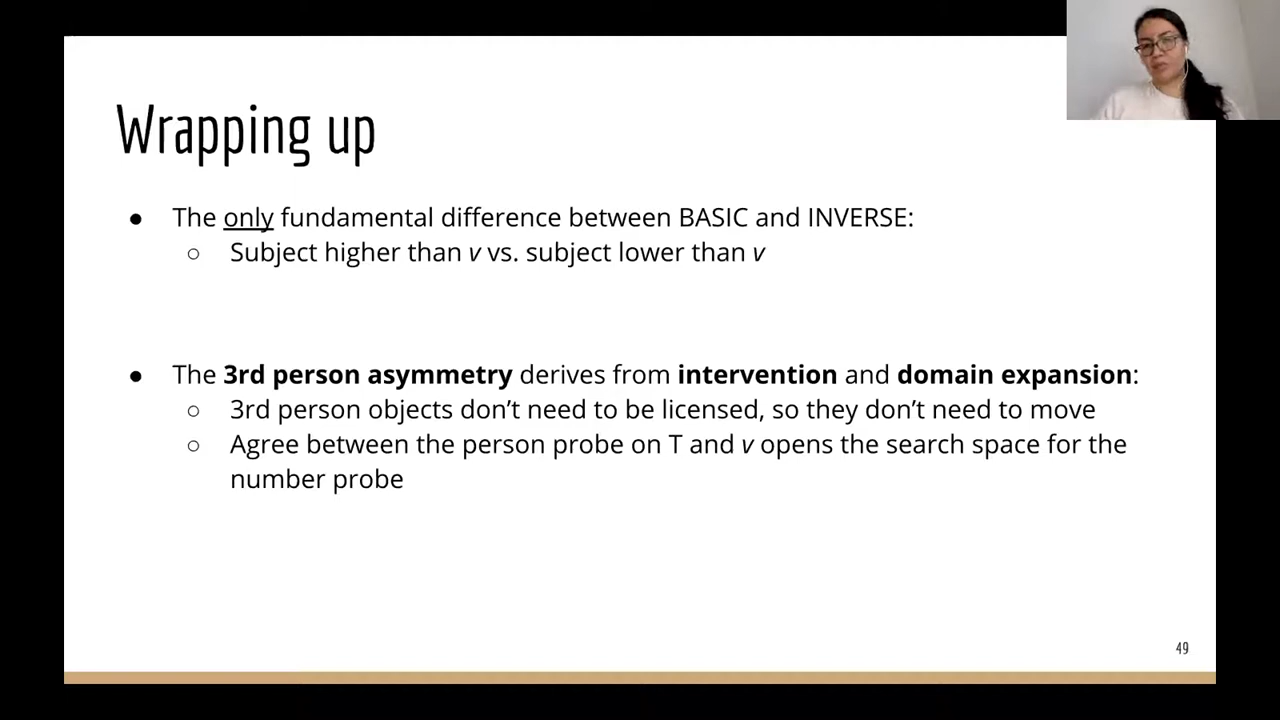 Wrapping up
● The only fundamental difference between BASIC and INVERSE:
○ Subject higher than v vs. subject lower than v
● The 3rd person asymmetry derives from intervention and domain expansion:
○ 3rd person objects don’t need to be licensed, so they don’t need to move
○ Agree between the person probe on T and v opens the search space for the
number probe
49